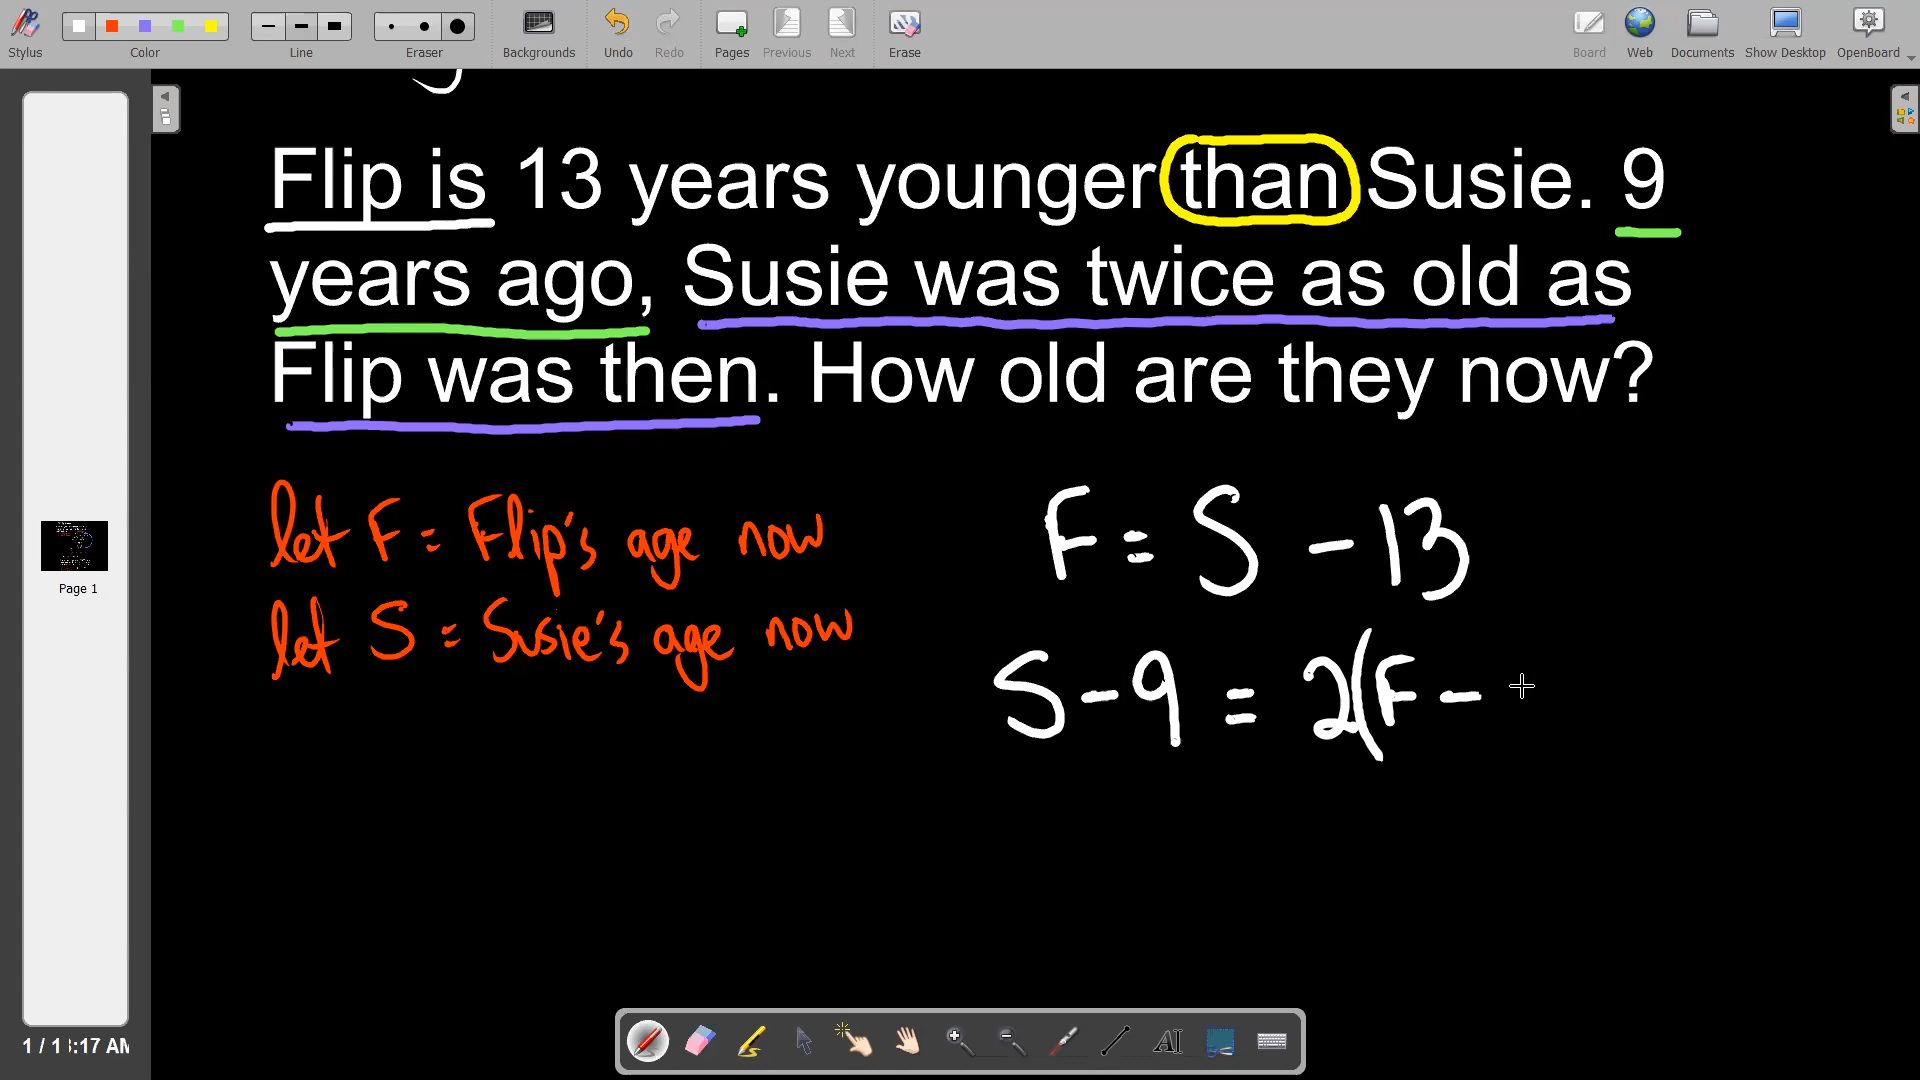 Stylus Color Line Eraser Backgrounds Undo Redo Pages Previous Next Erase Board Web Documents Show Desktop OpenBoard
Flip is 13 years younger than Susie. 9
years ago, Susie was twice as old as
Flip was then. How old are they now?
let F = Flip's age now
let S = Susie's age now
F = S - 13
S - 9 = 2(F -
Page 1
1 / 1